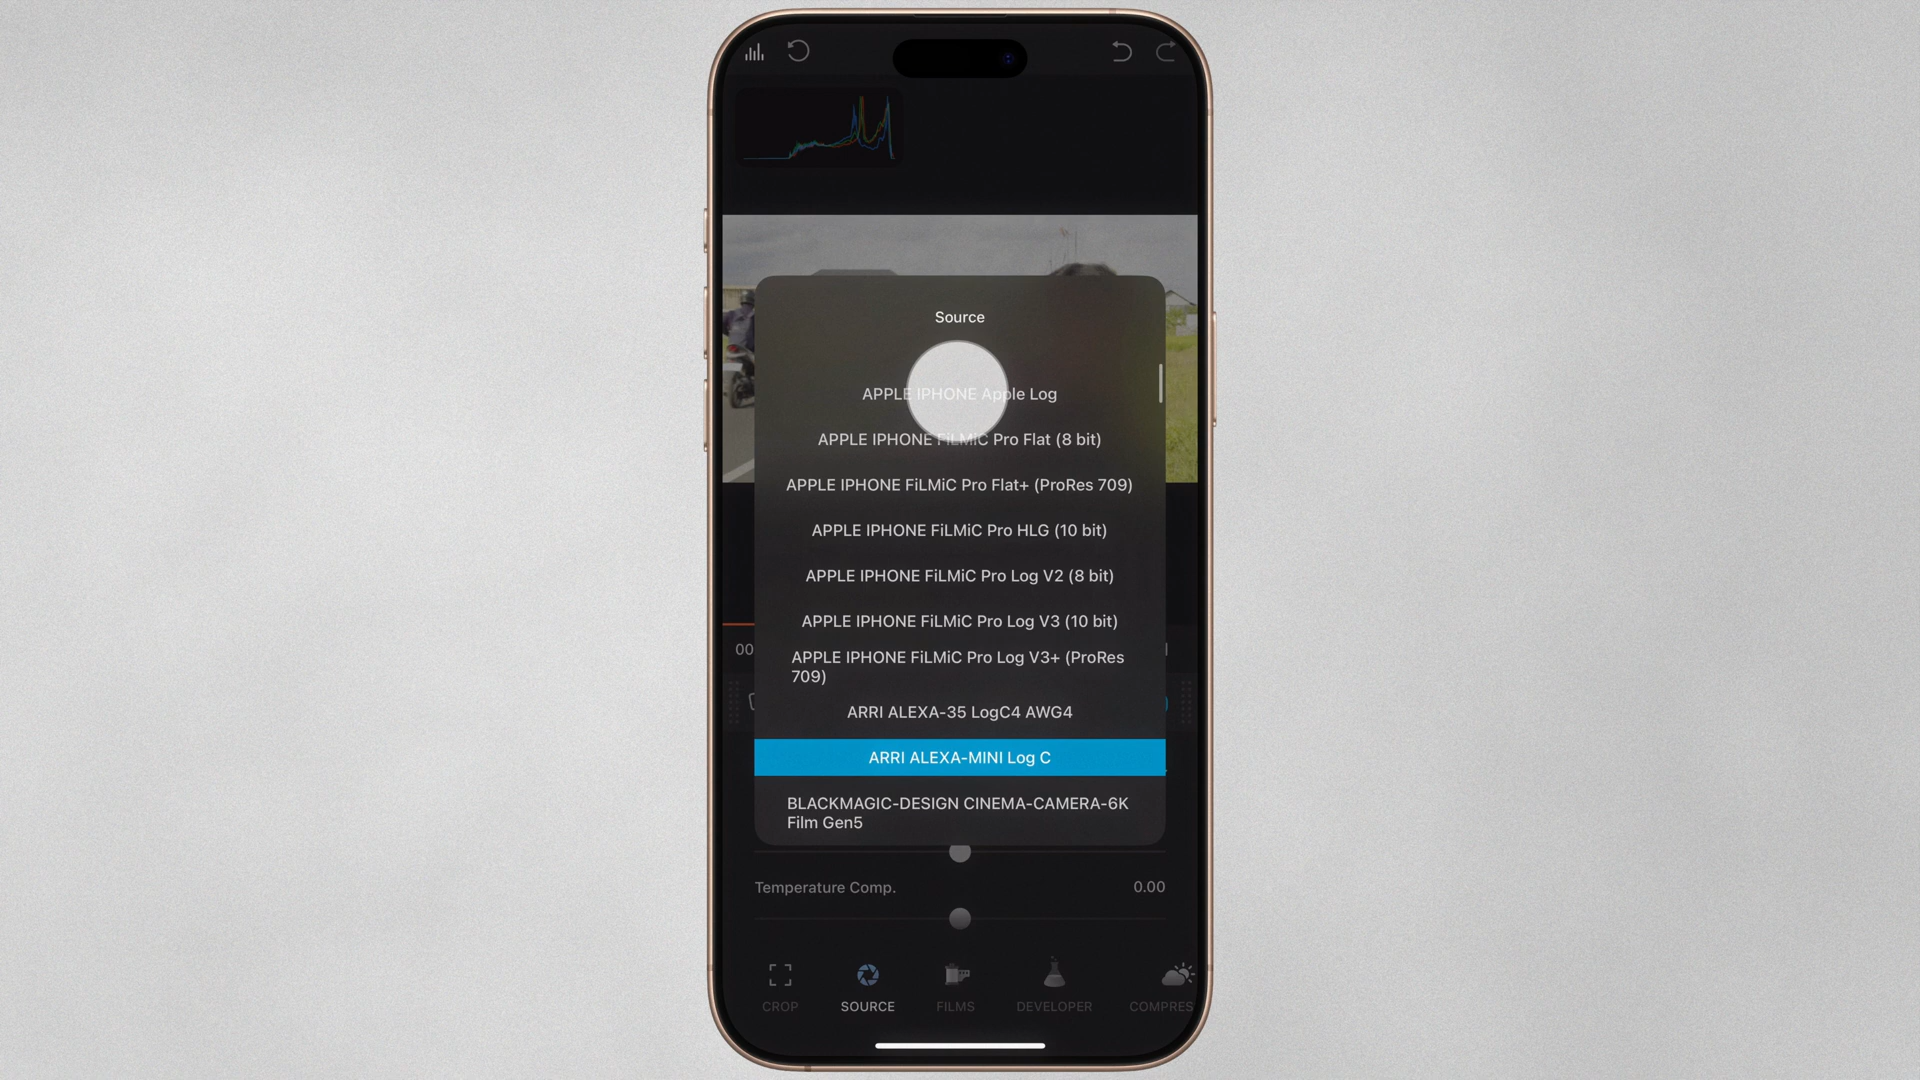 Source
APPLE IPHONE Apple Log
APPLE IPHONE FiLMiC Pro Flat (8 bit)
APPLE IPHONE FiLMiC Pro Flat+ (ProRes 709)
APPLE IPHONE FiLMiC Pro HLG (10 bit)
APPLE IPHONE FiLMiC Pro Log V2 (8 bit)
APPLE IPHONE FiLMiC Pro Log V3 (10 bit)
00
APPLE IPHONE FiLMiC Pro Log V3+ (ProRes
709)
ARRI ALEXA-35 LogC4 AWG4
ARRI ALEXA-MINI Log C
BLACKMAGIC-DESIGN CINEMA-CAMERA-6K
Film Gen5
Temperature Comp. 0.00
CROP SOURCE FILMS DEVELOPER COMPRES